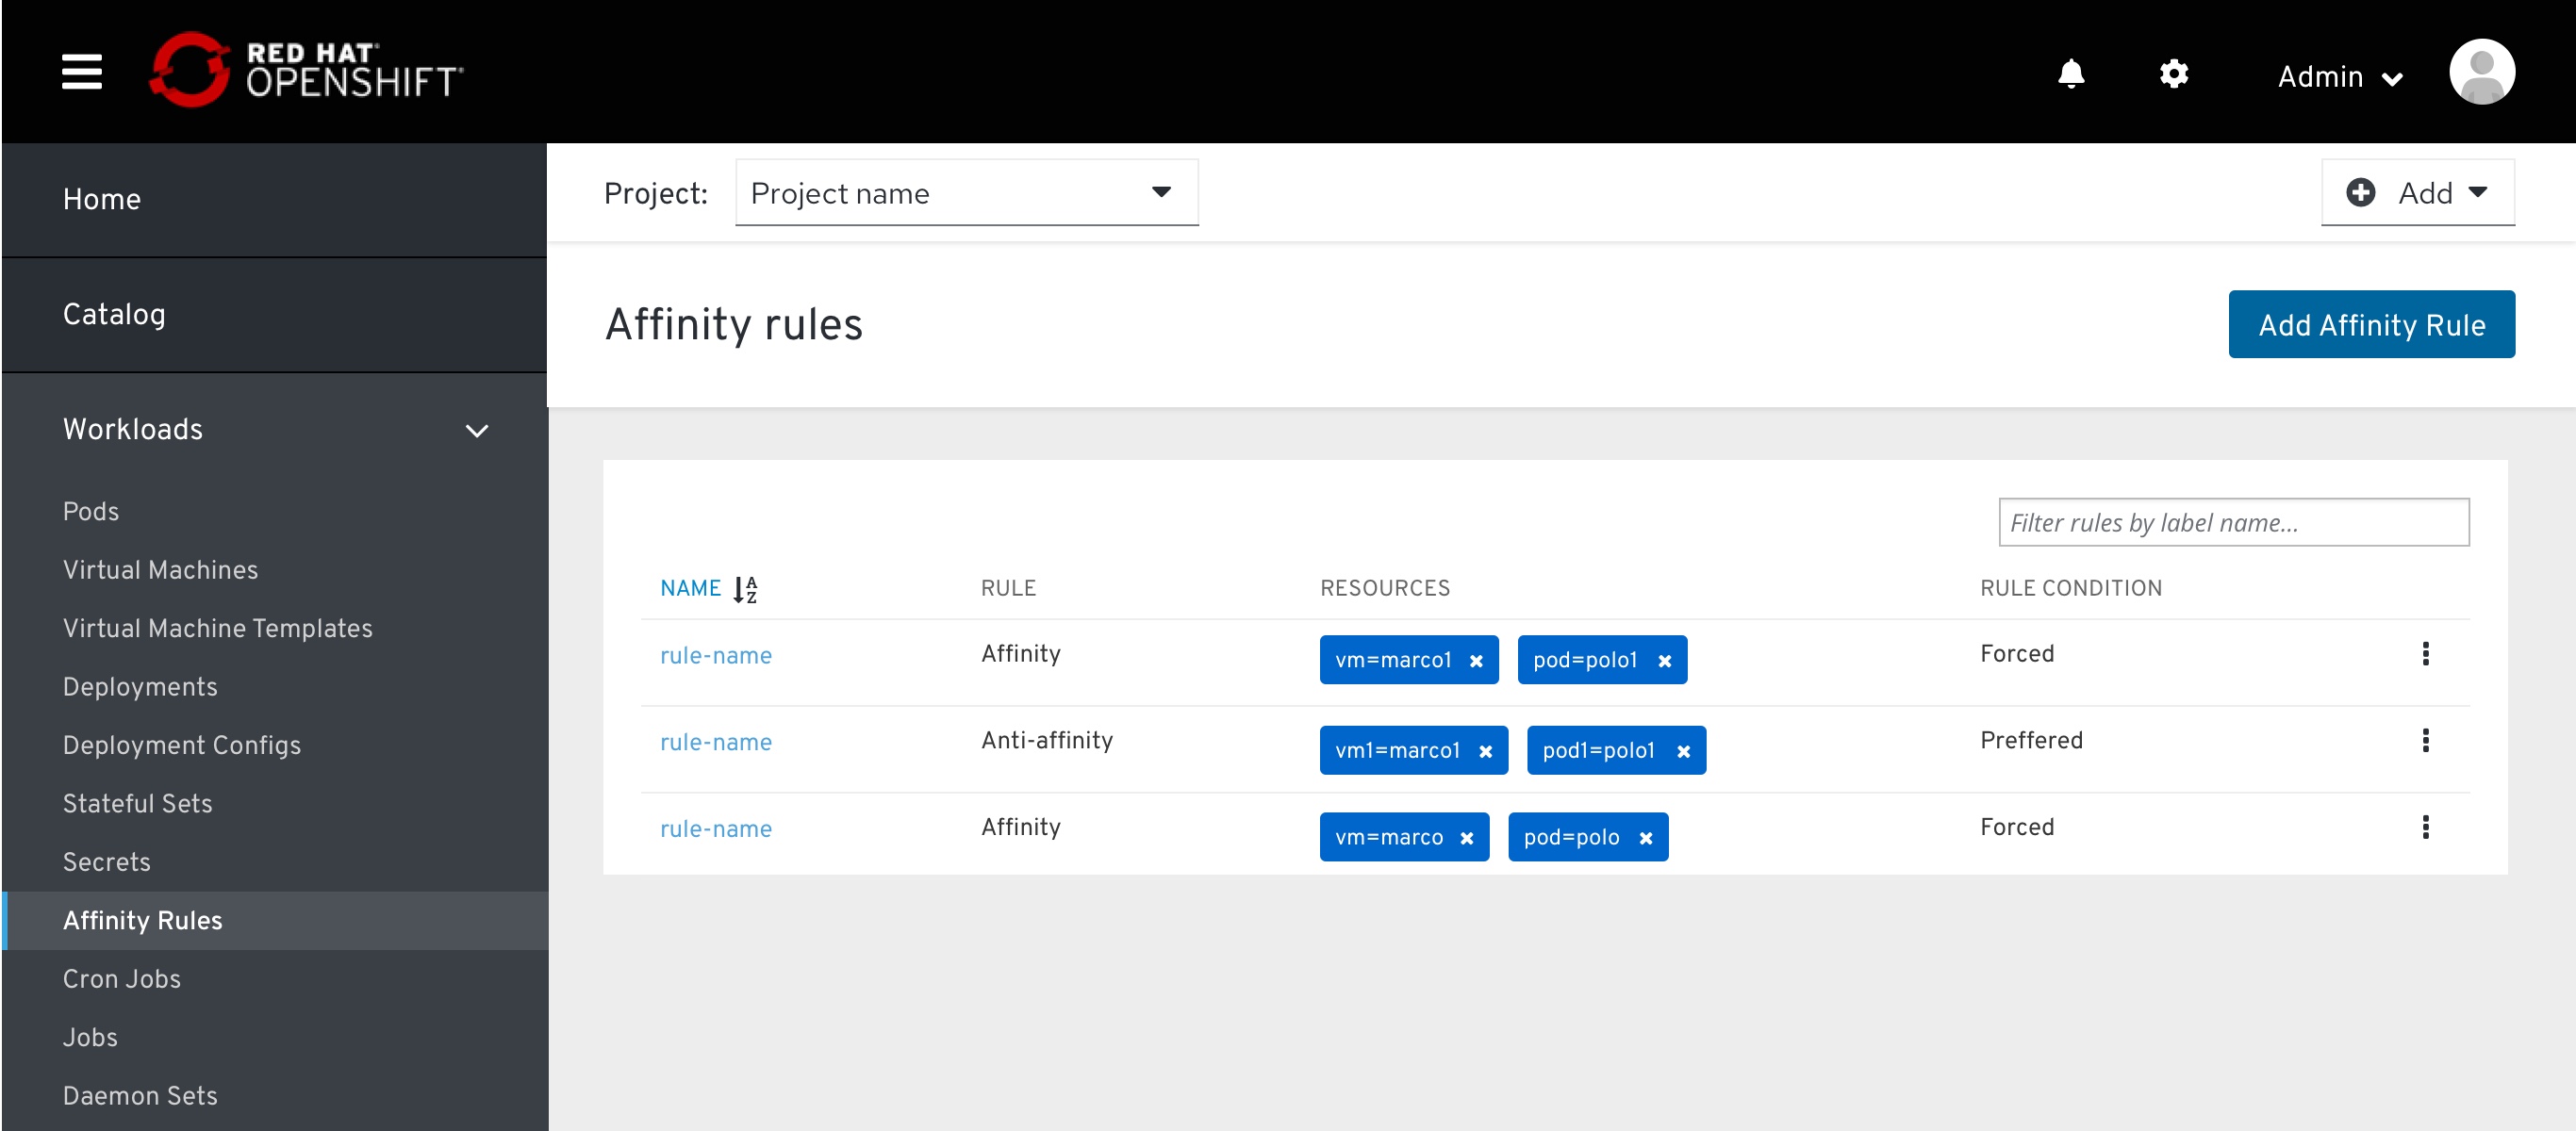 RED HAT®
OPENSHIFT®
Admin
Home
Catalog
Workloads
Pods
Virtual Machines
Virtual Machine Templates
Deployments
Deployment Configs
Stateful Sets
Secrets
Affinity Rules
Cron Jobs
Jobs
Daemon Sets
Project: Project name
Add
Affinity rules
Add Affinity Rule
Filter rules by label name...
NAME AZ RULE RESOURCES RULE CONDITION
rule-name Affinity vm=marco1 pod=polo1 Forced
rule-name Anti-affinity vm1=marco1 pod1=polo1 Preffered
rule-name Affinity vm=marco pod=polo Forced